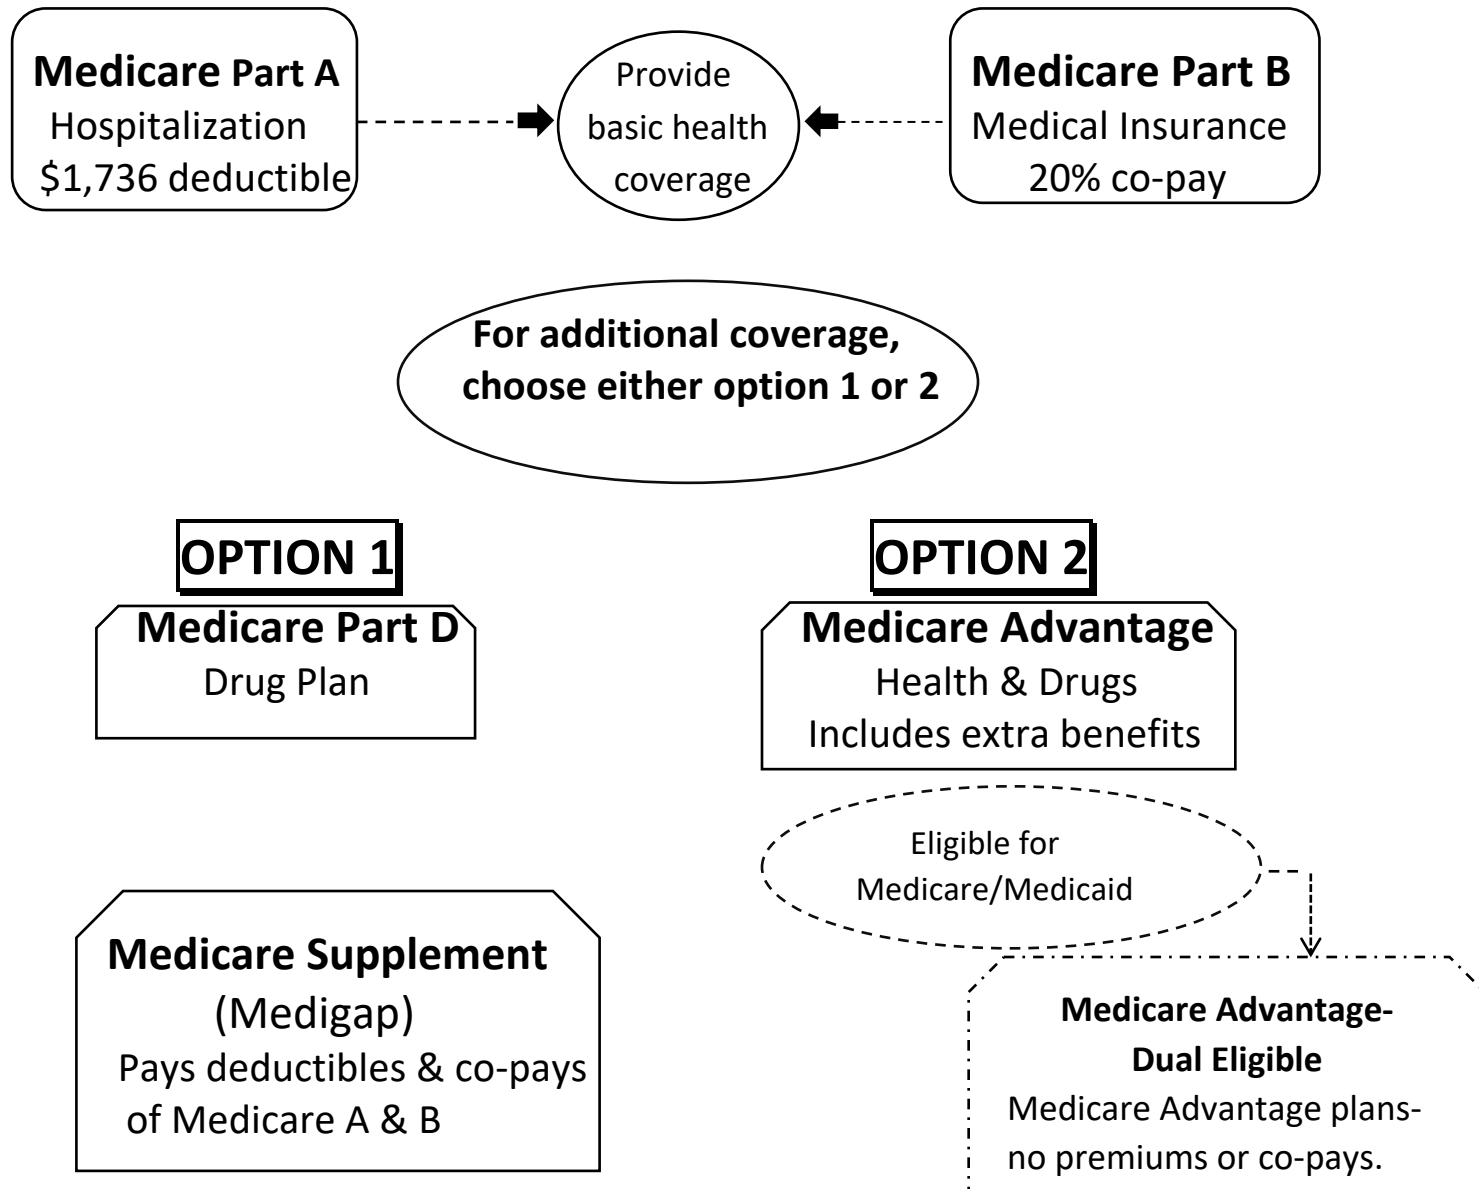 Medicare Part A
Hospitalization
$1,736 deductible
Provide
basic health
coverage
Medicare Part B
Medical Insurance
20% co-pay
For additional coverage,
choose either option 1 or 2
OPTION 1
Medicare Part D
Drug Plan
Medicare Supplement
(Medigap)
Pays deductibles & co-pays
of Medicare A & B
OPTION 2
Medicare Advantage
Health & Drugs
Includes extra benefits
Eligible for
Medicare/Medicaid
Medicare Advantage-
Dual Eligible
Medicare Advantage plans-
no premiums or co-pays.